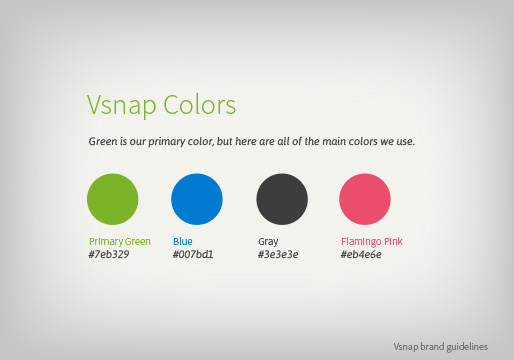 Vsnap Colors
Green is our primary color, but here are all of the main colors we use.
Primary Green
#7eb329
Blue
#007bd1
Gray
#3e3e3e
Flamingo Pink
#eb4e6e
Vsnap brand guidelines